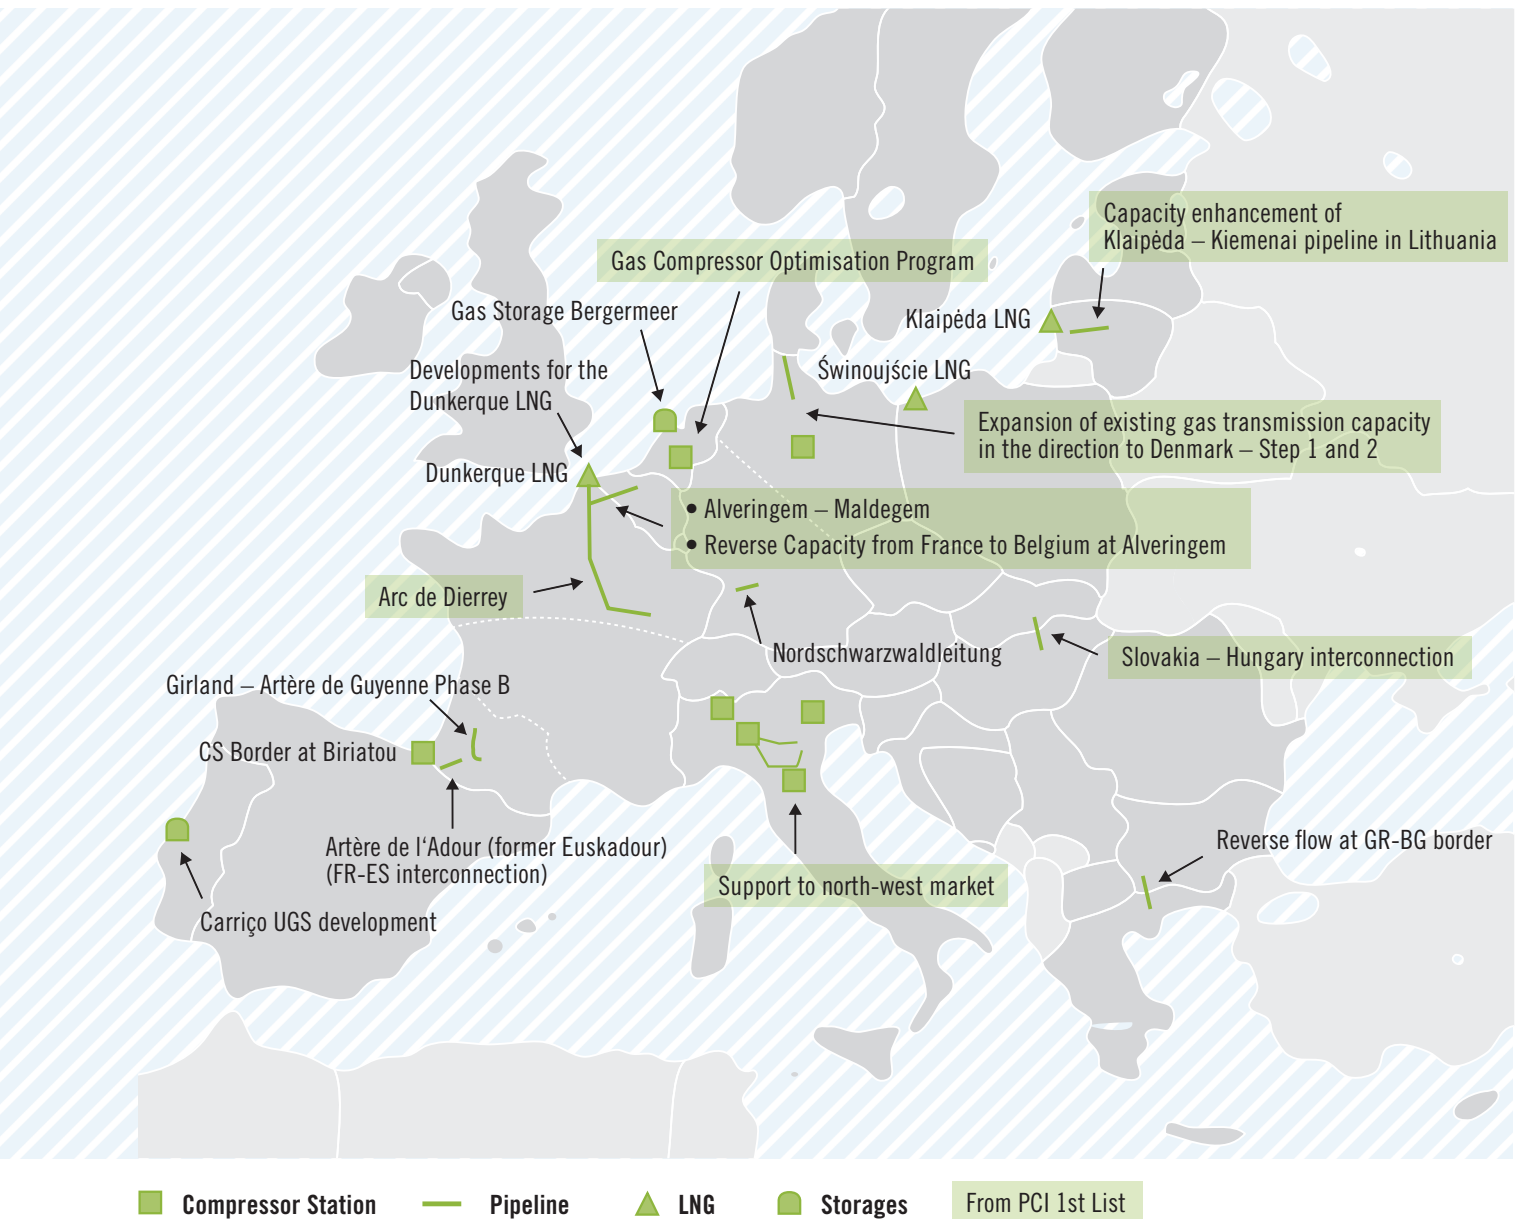 Capacity enhancement of
Klaipėda – Kiemenai pipeline in Lithuania
Gas Compressor Optimisation Program
Gas Storage Bergermeer
Klaipėda LNG
Developments for the
Dunkerque LNG
Świnoujście LNG
Expansion of existing gas transmission capacity
in the direction to Denmark – Step 1 and 2
Dunkerque LNG
• Alveringem – Maldegem
• Reverse Capacity from France to Belgium at Alveringem
Arc de Dierrey
Nordschwarzwaldleitung
Slovakia – Hungary interconnection
Girland – Artère de Guyenne Phase B
CS Border at Biriatou
Artère de l‘Adour (former Euskadour)
(FR-ES interconnection)
Reverse flow at GR-BG border
Support to north-west market
Carriço UGS development
Compressor Station
Pipeline
LNG
Storages
From PCI 1st List